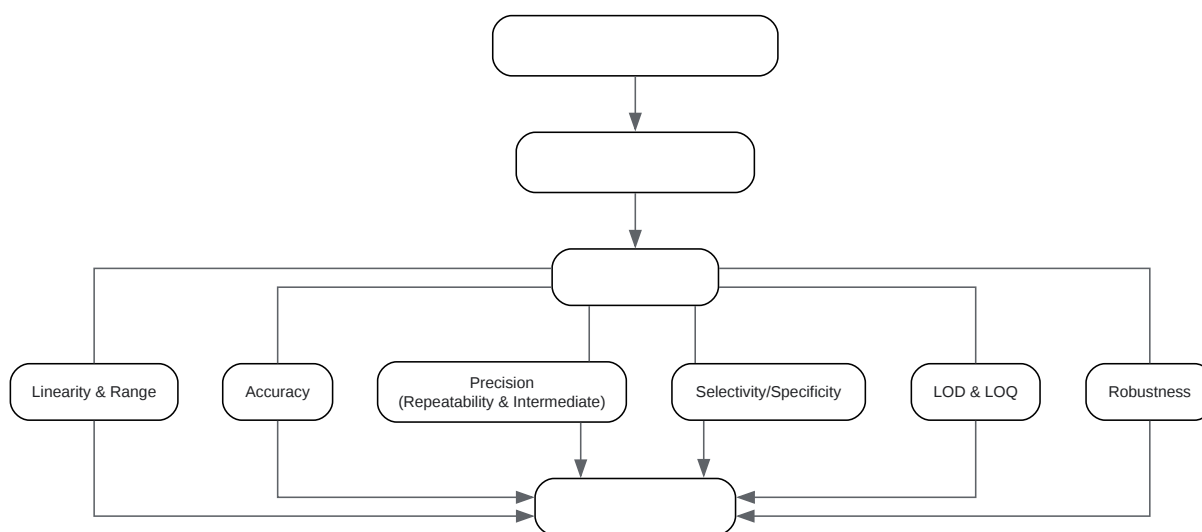 Linearity & Range
Accuracy
Precision
(Repeatability & Intermediate)
Selectivity/Specificity
LOD & LOQ
Robustness